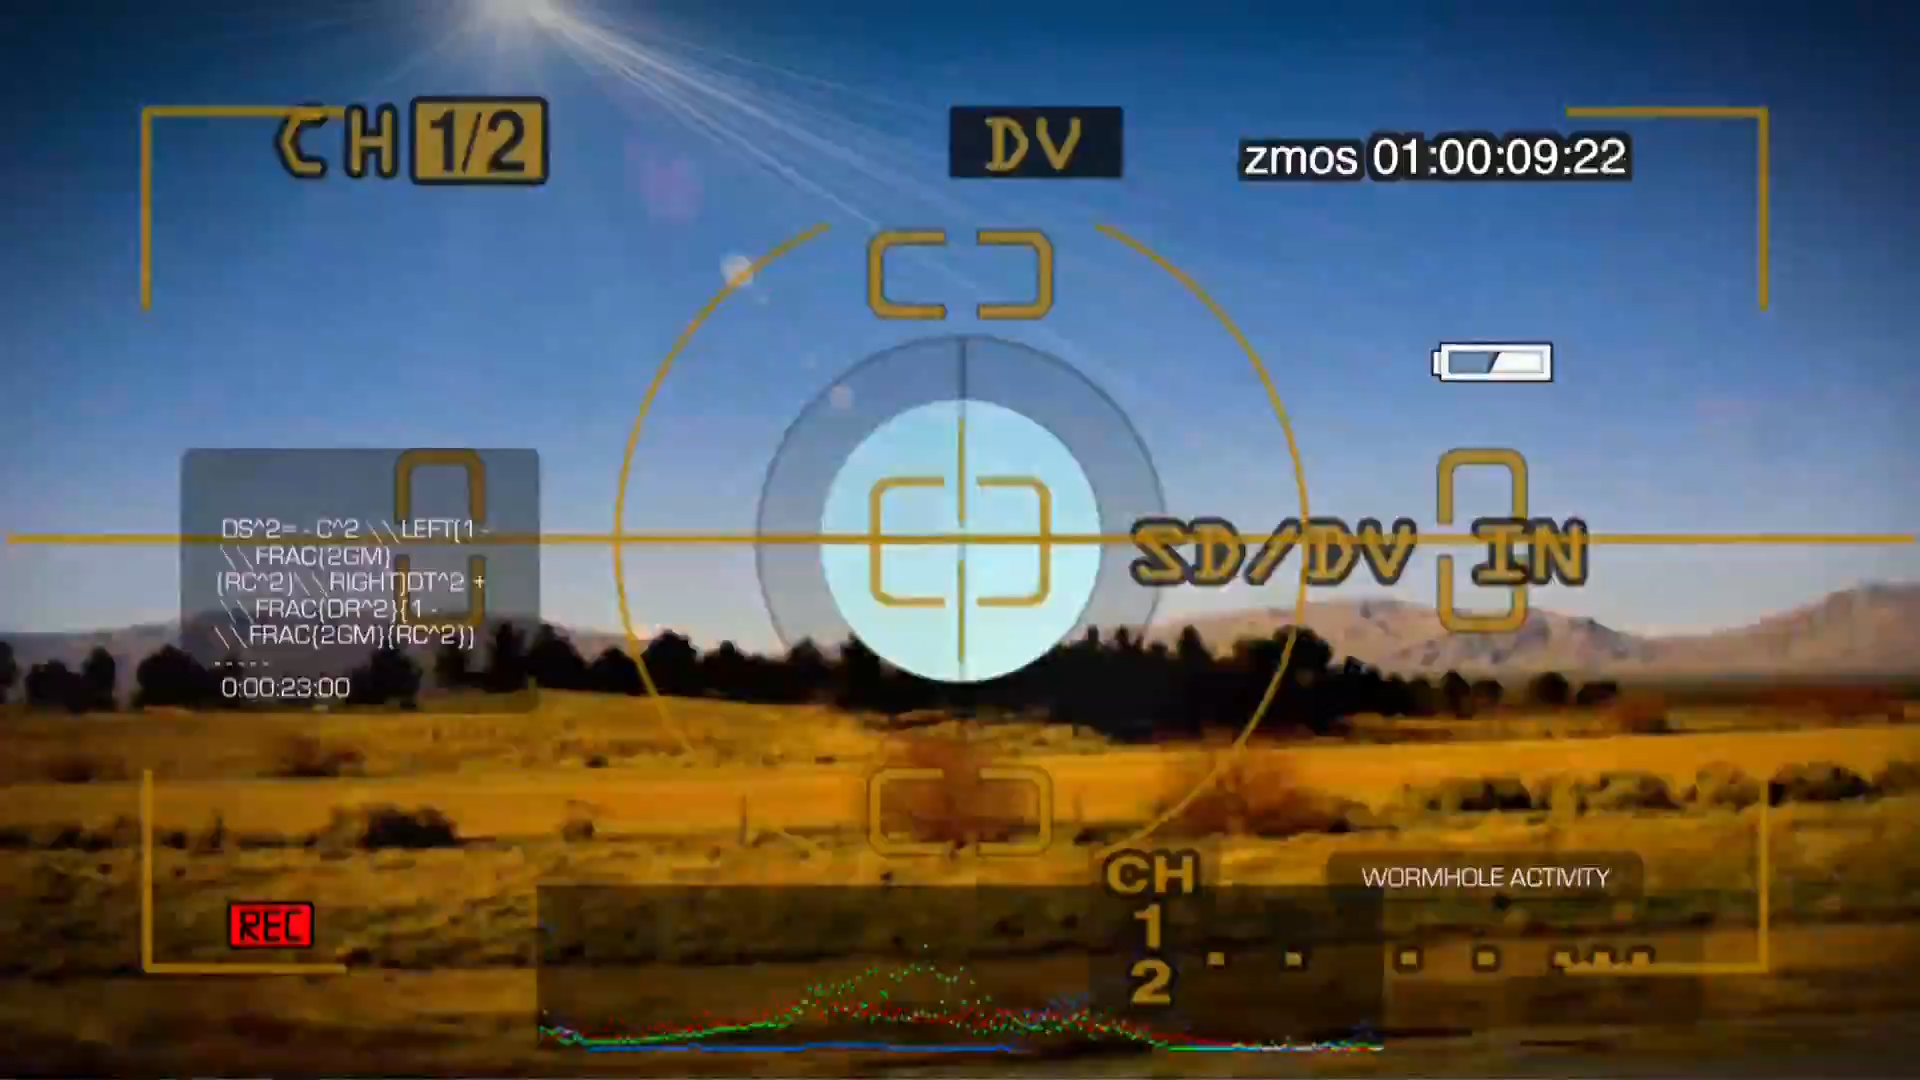 CH 1/2
DV
zmos 01:00:09:22
DS^2= - C^2 \\LEFT(1 -
\\FRAC{2GM}
{RC^2}\\RIGHT)DT^2 +
\\FRAC{DR^2}{1 -
\\FRAC{2GM}{RC^2}}
-----
0:00:23:00
SD/DV IN
CH
1
2
WORMHOLE ACTIVITY
REC